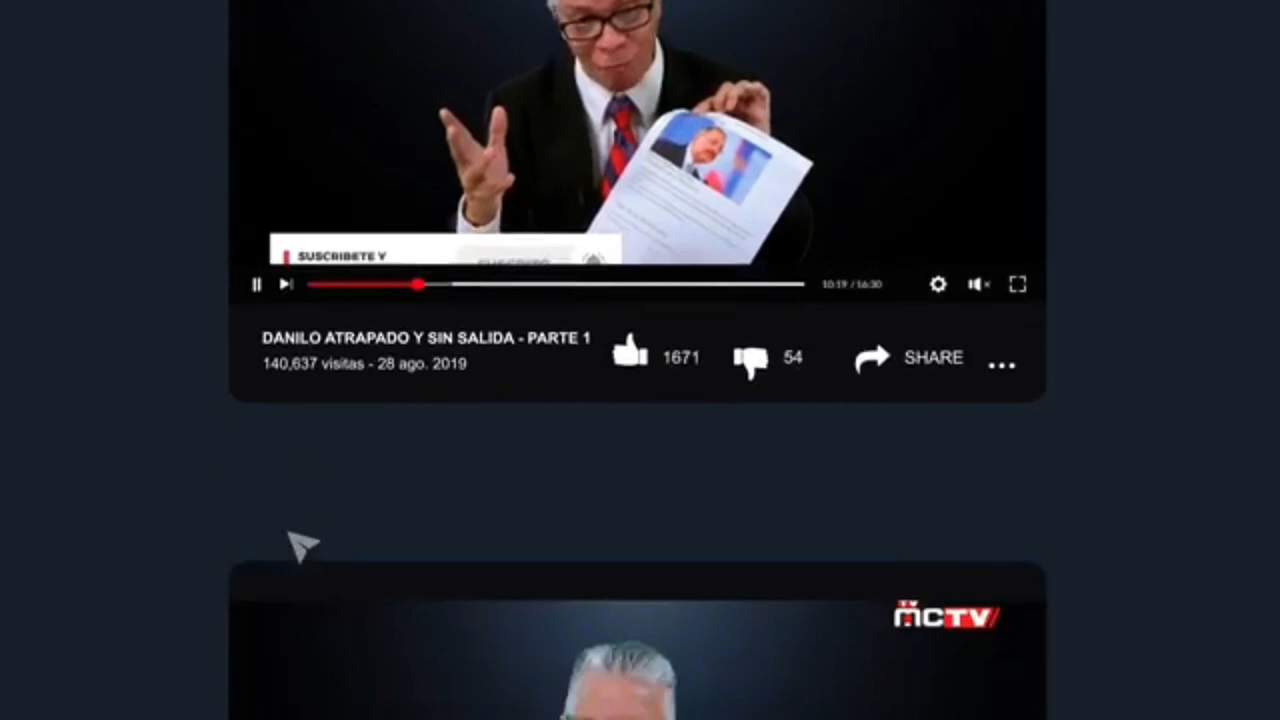 SUSCRIBETE Y
SUSCRITO
10:19 / 16:30
DANILO ATRAPADO Y SIN SALIDA - PARTE 1
140,637 visitas - 28 ago. 2019
1671
54
SHARE
MCTV